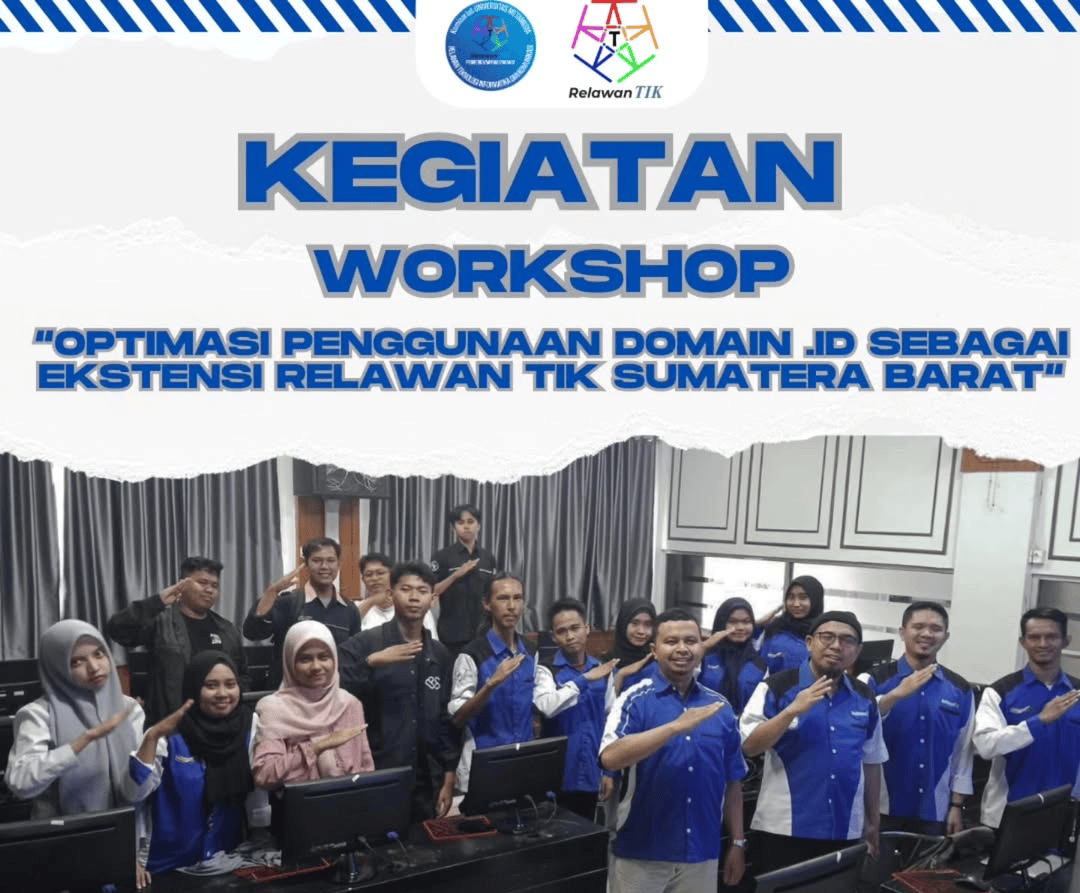 Relawan TIK
KEGIATAN
WORKSHOP
"OPTIMASI PENGGUNAAN DOMAIN .ID SEBAGAI
EKSTENSI RELAWAN TIK SUMATERA BARAT"